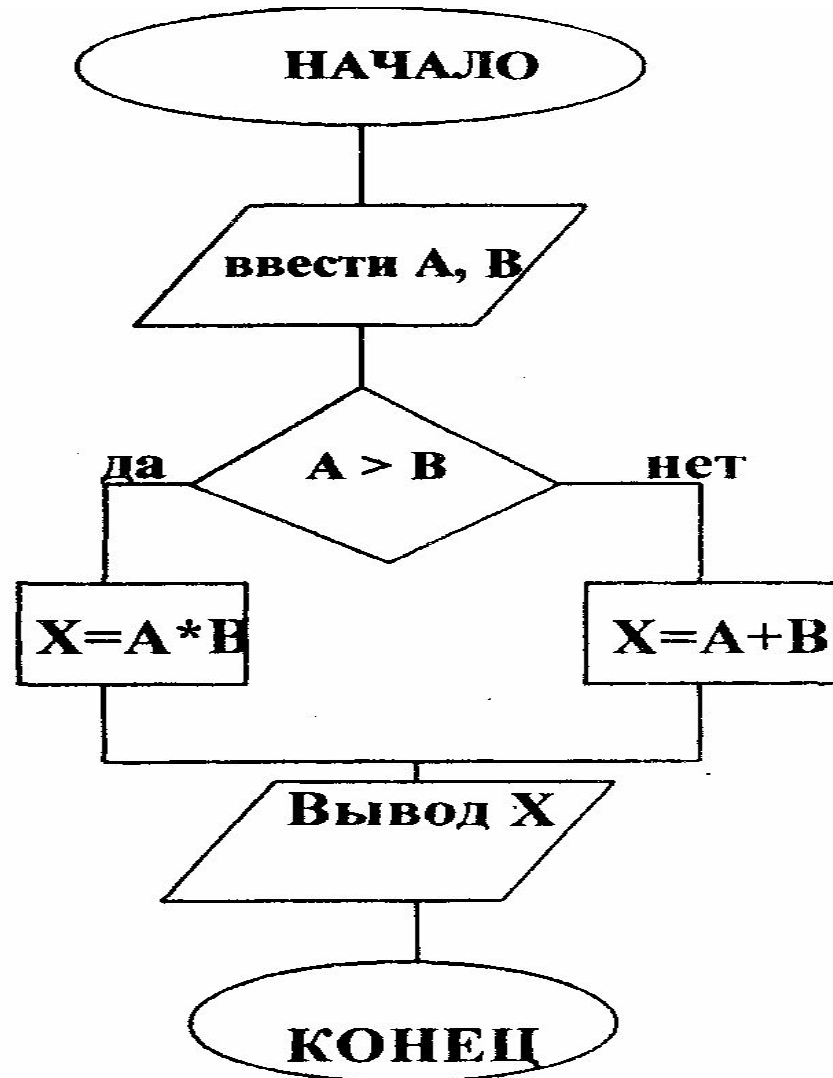 НАЧАЛО
ввести А, В
да
А > В
нет
Х=А*В
Х=А+В
Вывод Х
КОНЕЦ